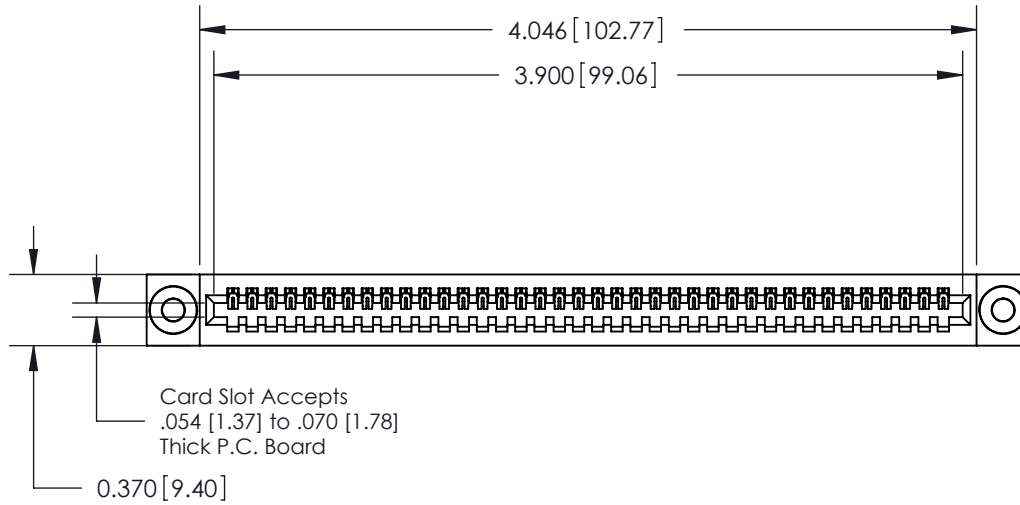 4.046 [102.77]
3.900 [99.06]
Card Slot Accepts
.054 [1.37] to .070 [1.78]
Thick P.C. Board
0.370 [9.40]